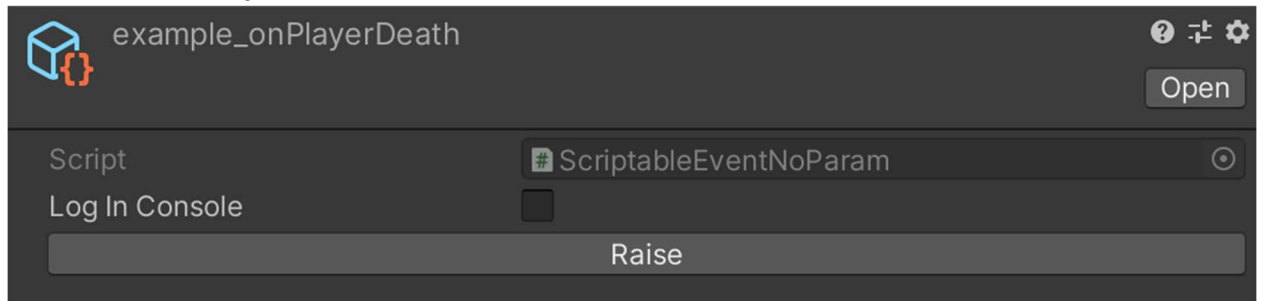 example_onPlayerDeath
Open
Script
# ScriptableEventNoParam
Log In Console
Raise